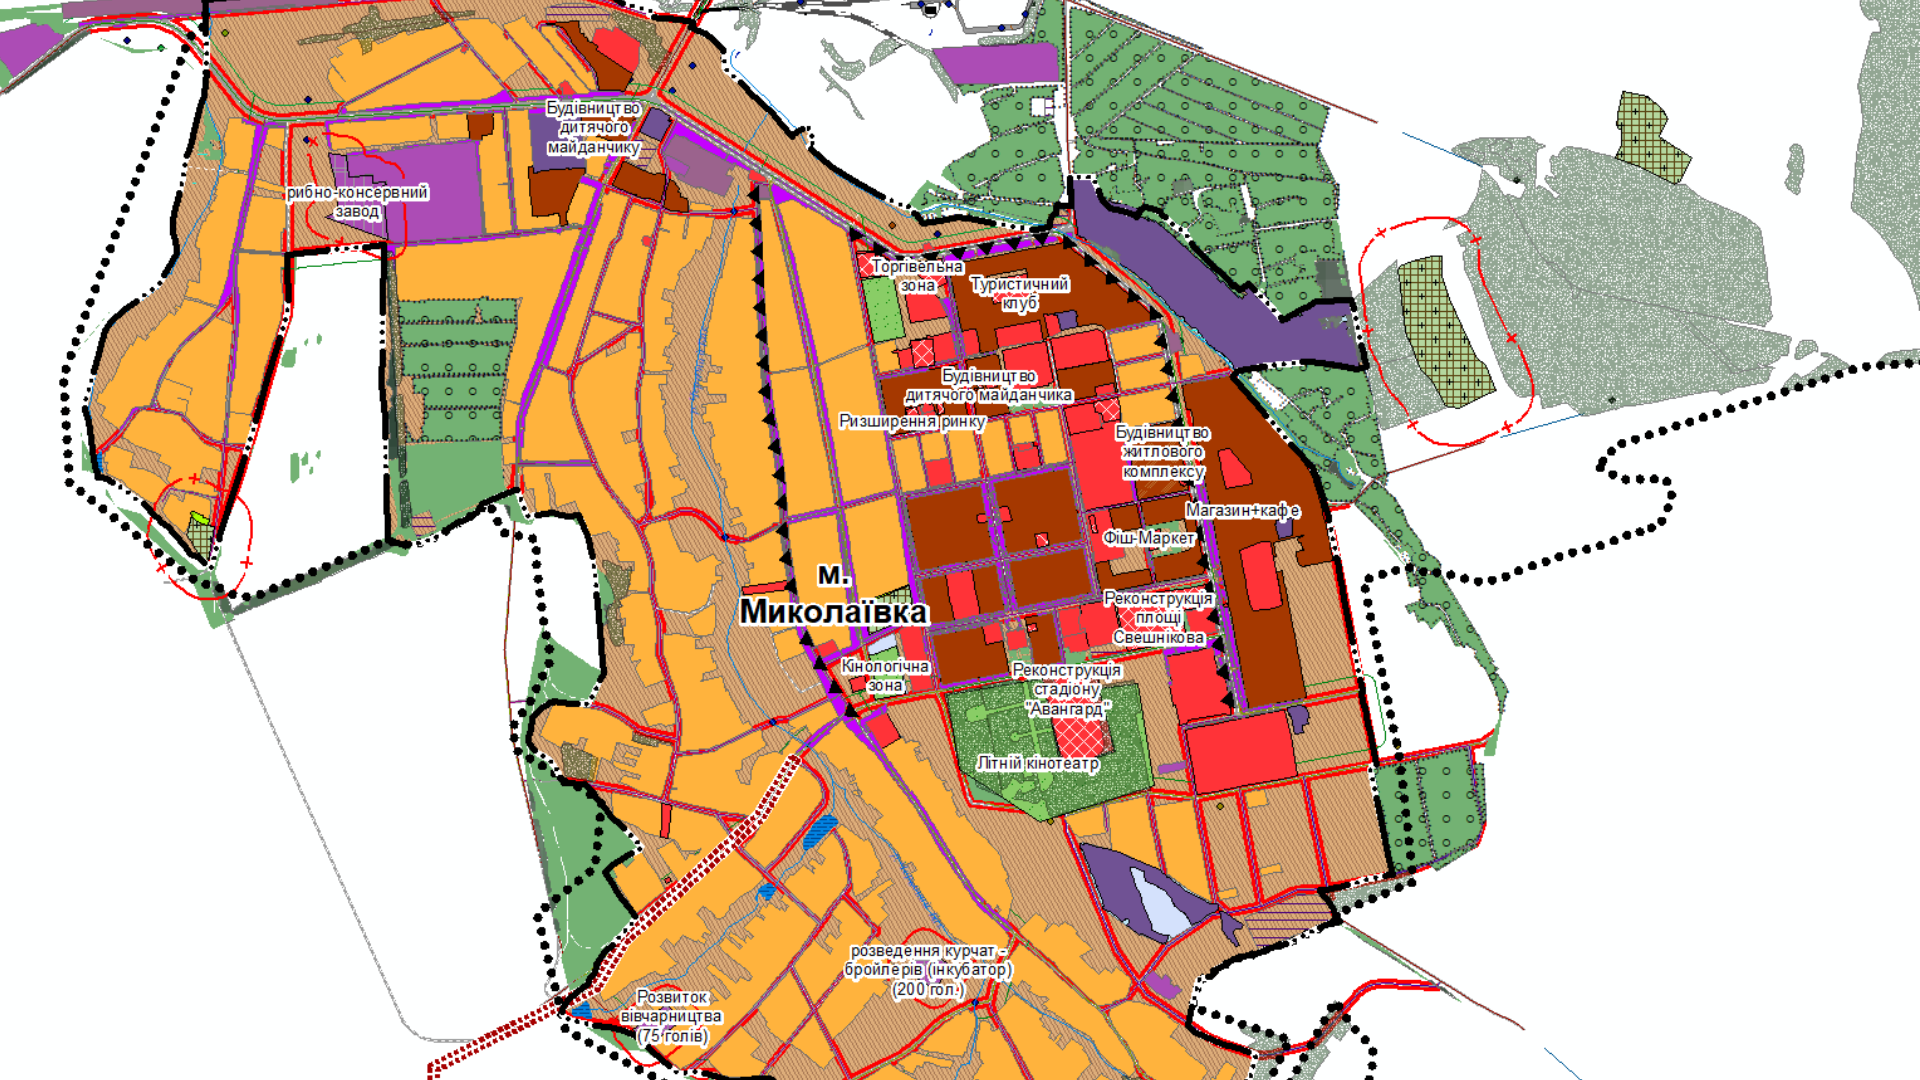 Будівництво
дитячого
майданчику
рибно-консервний
завод
Торгівельна
зона
Туристичний
клуб
Будівництво
дитячого майданчика
Ризширення ринку
Будівництво
житлового
комплексу
Магазин+кафе
Фіш-Маркет
м.
Миколаївка
Реконструкція
площі
Свешнікова
Кінологічна
зона
Реконструкція
стадіону
"Авангард"
Літній кінотеатр
розведення курчат -
бройлерів (інкубатор)
(200 гол.)
Розвиток
вівчарництва
(75 голів)